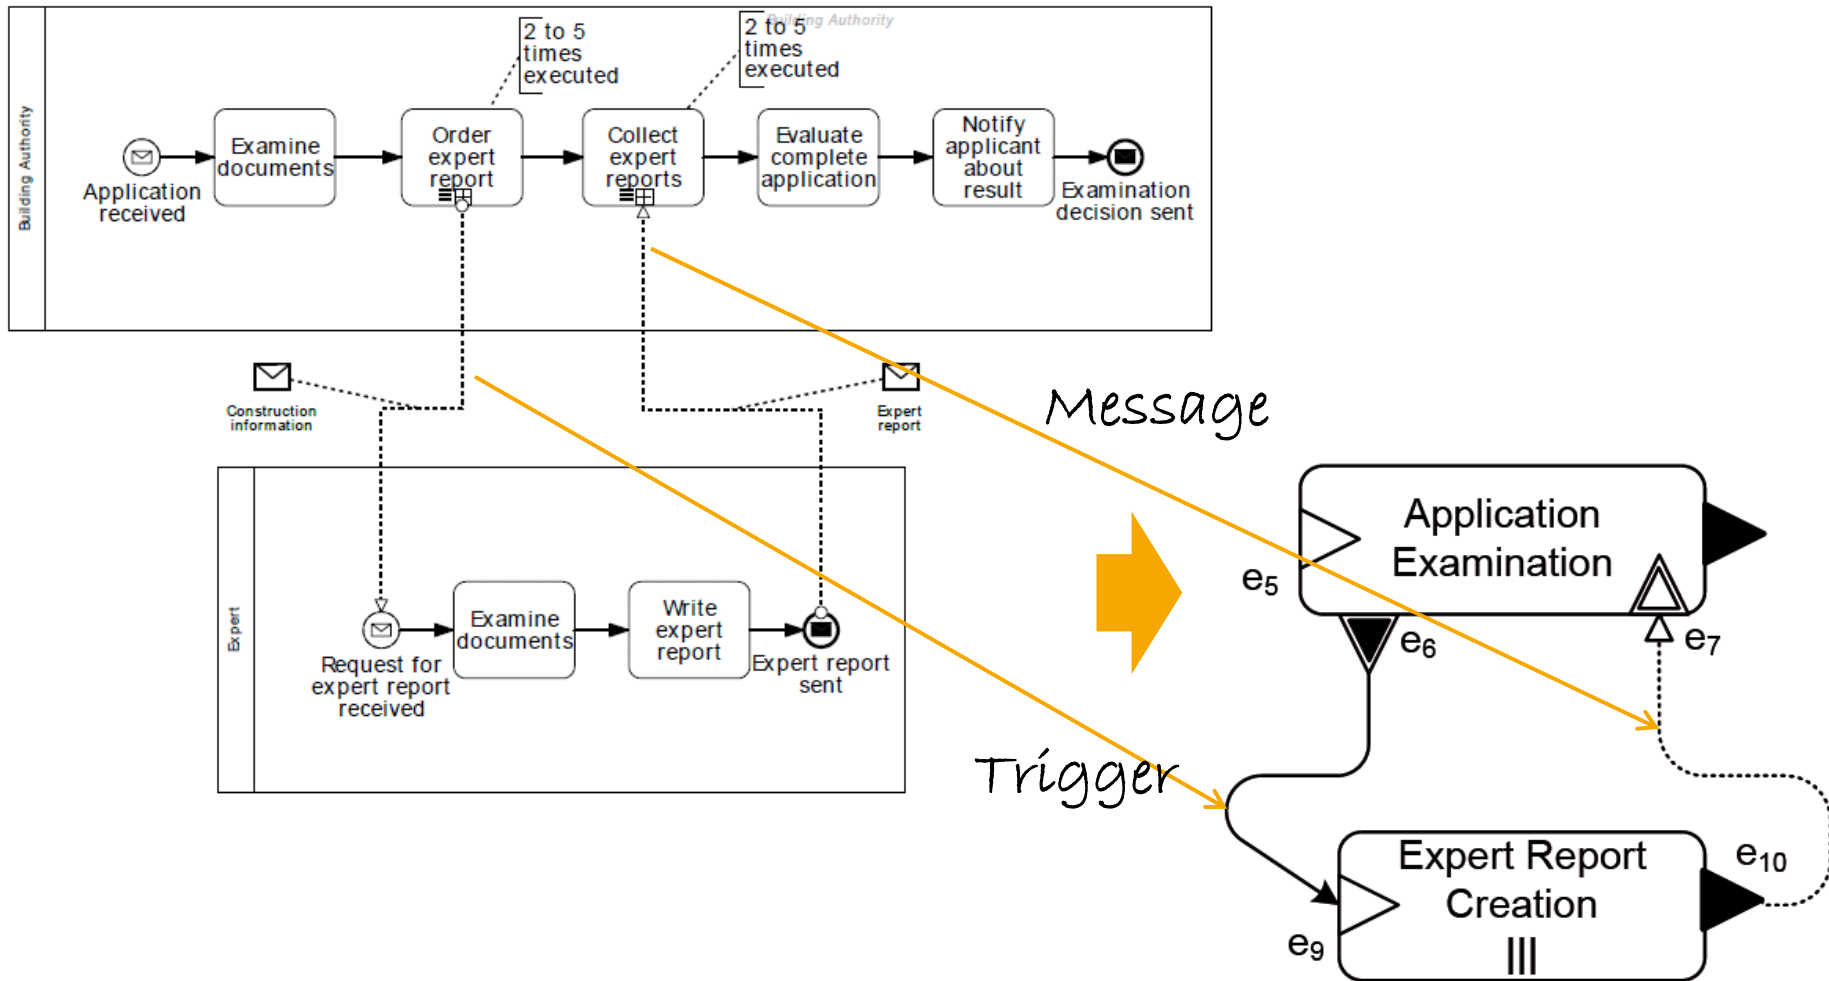 Building Authority
2 to 5
times
executed
2 to 5
times
executed
Building Authority
Examine
documents
Order
expert
report
Collect
expert
reports
Evaluate
complete
application
Notify
applicant
about
result
Application
received
Examination
decision sent
Construction
information
Expert
report
Message
Application
Examination
e5
e6
e7
Expert
Examine
documents
Write
expert
report
Request for
expert report
received
Expert report
sent
Trigger
Expert Report
Creation
e10
e9